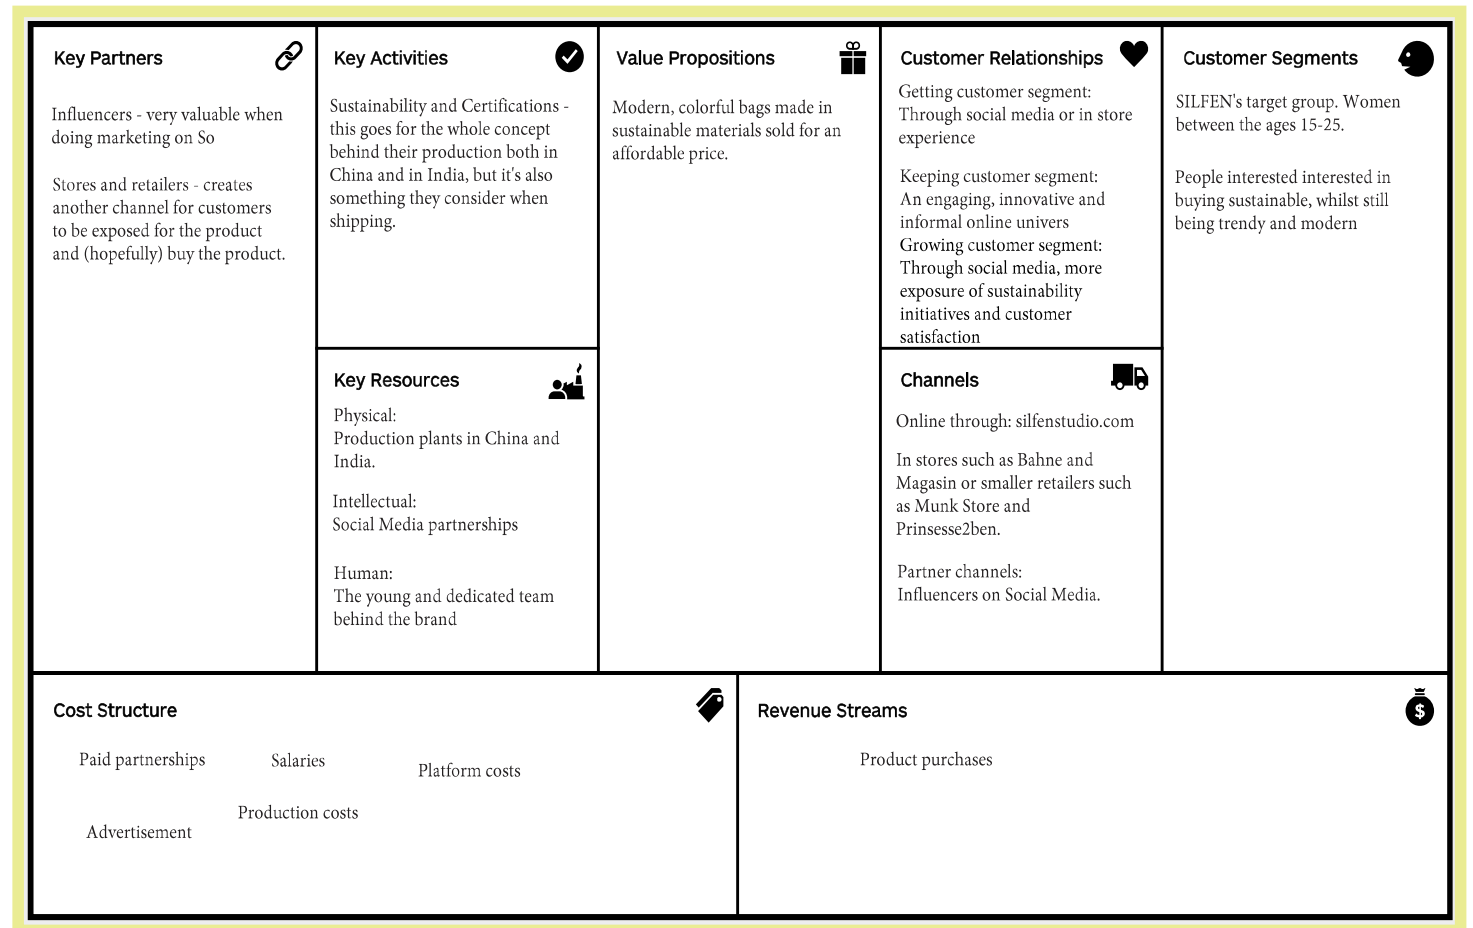 Key Partners
Influencers - very valuable when
doing marketing on So
Stores and retailers - creates
another channel for customers
to be exposed for the product
and (hopefully) buy the product.
Key Activities
Sustainability and Certifications -
this goes for the whole concept
behind their production both in
China and in India, but it's also
something they consider when
shipping.
Key Resources
Physical:
Production plants in China and
India.
Intellectual:
Social Media partnerships
Human:
The young and dedicated team
behind the brand
Value Propositions
Modern, colorful bags made in
sustainable materials sold for an
affordable price.
Customer Relationships
Getting customer segment:
Through social media or in store
experience
Keeping customer segment:
An engaging, innovative and
informal online univers
Growing customer segment:
Through social media, more
exposure of sustainability
initiatives and customer
satisfaction
Channels
Online through: silfenstudio.com
In stores such as Bahne and
Magasin or smaller retailers such
as Munk Store and
Prinsesse2ben.
Partner channels:
Influencers on Social Media.
Customer Segments
SILFEN's target group. Women
between the ages 15-25.
People interested interested in
buying sustainable, whilst still
being trendy and modern
Cost Structure
Paid partnerships
Salaries
Platform costs
Production costs
Advertisement
Revenue Streams
$
Product purchases